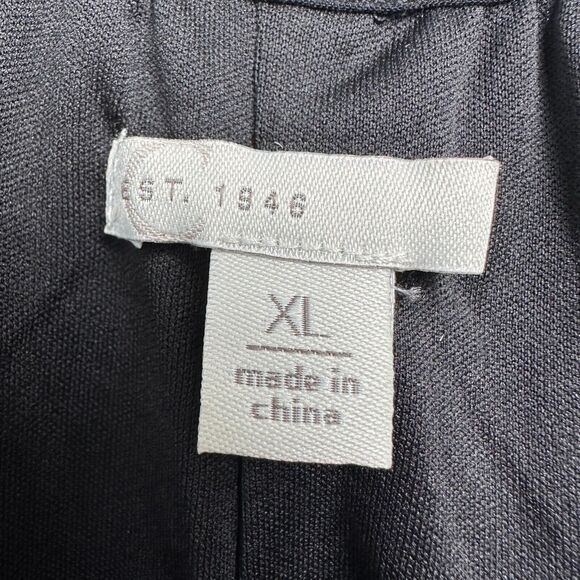 EST. 1946
XL
made in
china